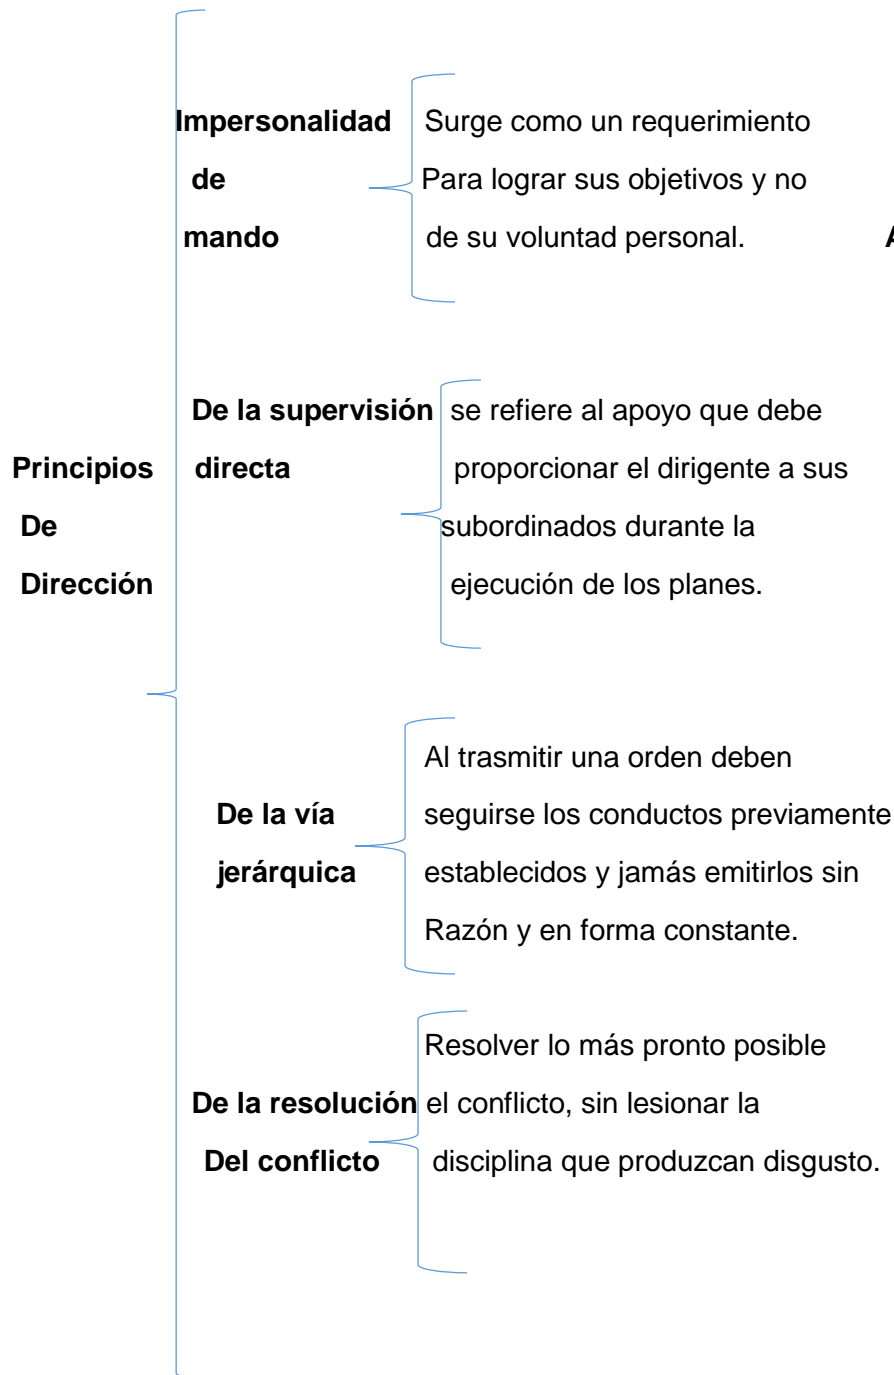 Impersonalidad Surge como un requerimiento
de Para lograr sus objetivos y no
mando de su voluntad personal.
De la supervisión se refiere al apoyo que debe
Principios directa proporcionar el dirigente a sus
De subordinados durante la
Dirección ejecución de los planes.
Al trasmitir una orden deben
De la vía seguirse los conductos previamente
jerárquica establecidos y jamás emitirlos sin
Razón y en forma constante.
Resolver lo más pronto posible
De la resolución el conflicto, sin lesionar la
Del conflicto disciplina que produzcan disgusto.